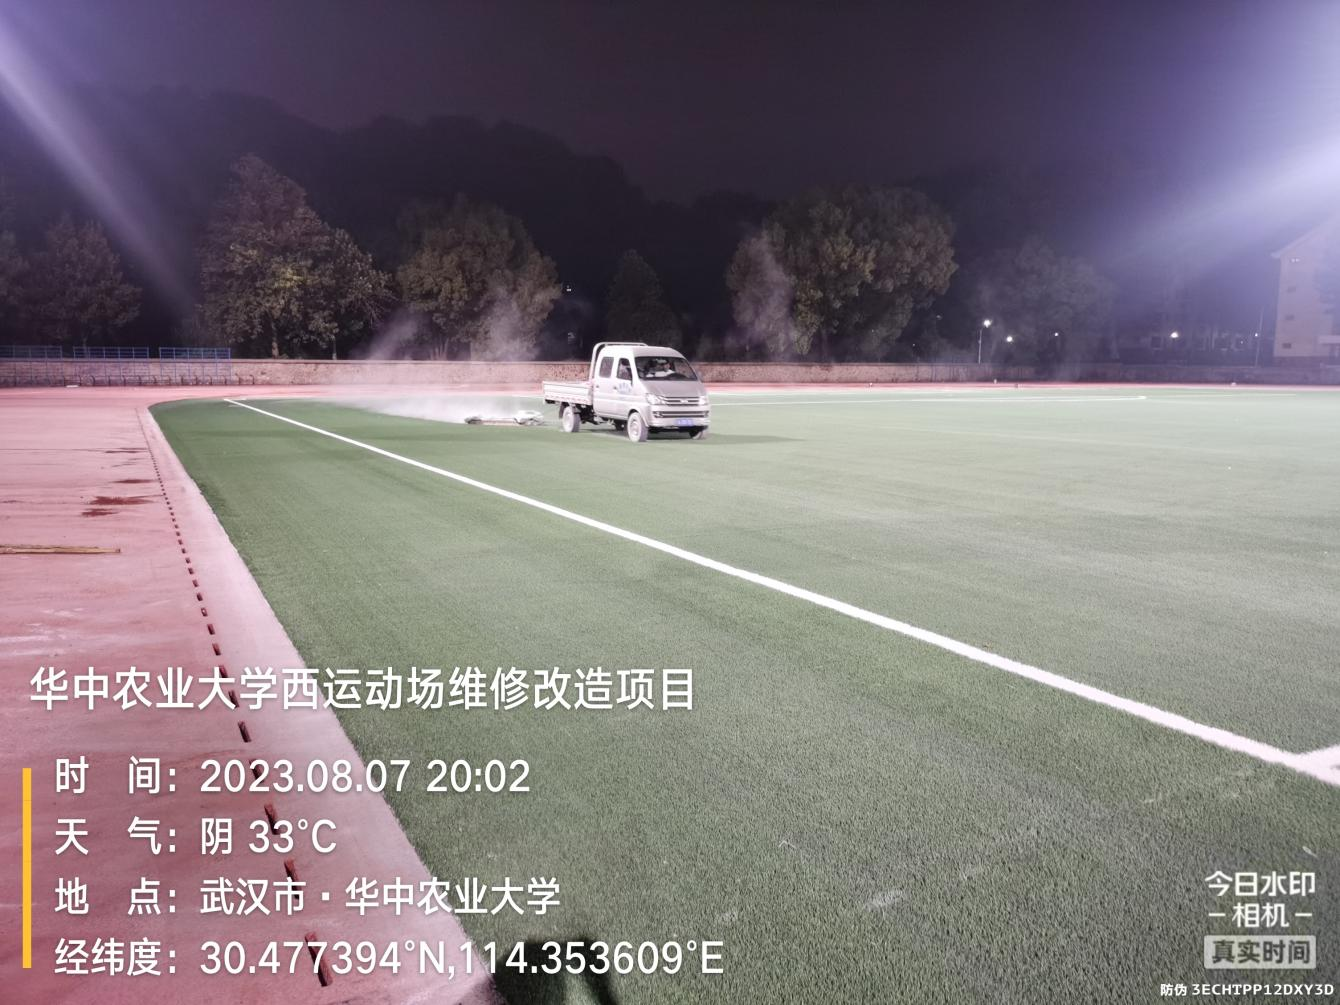 华中农业大学西运动场维修改造项目
时 间：2023.08.07 20:02
天 气：阴 33°C
地 点：武汉市·华中农业大学
经纬度：30.477394°N,114.353609°E
今日水印
-相机-
真实时间
防伪 3ECHTPP12DXY3D